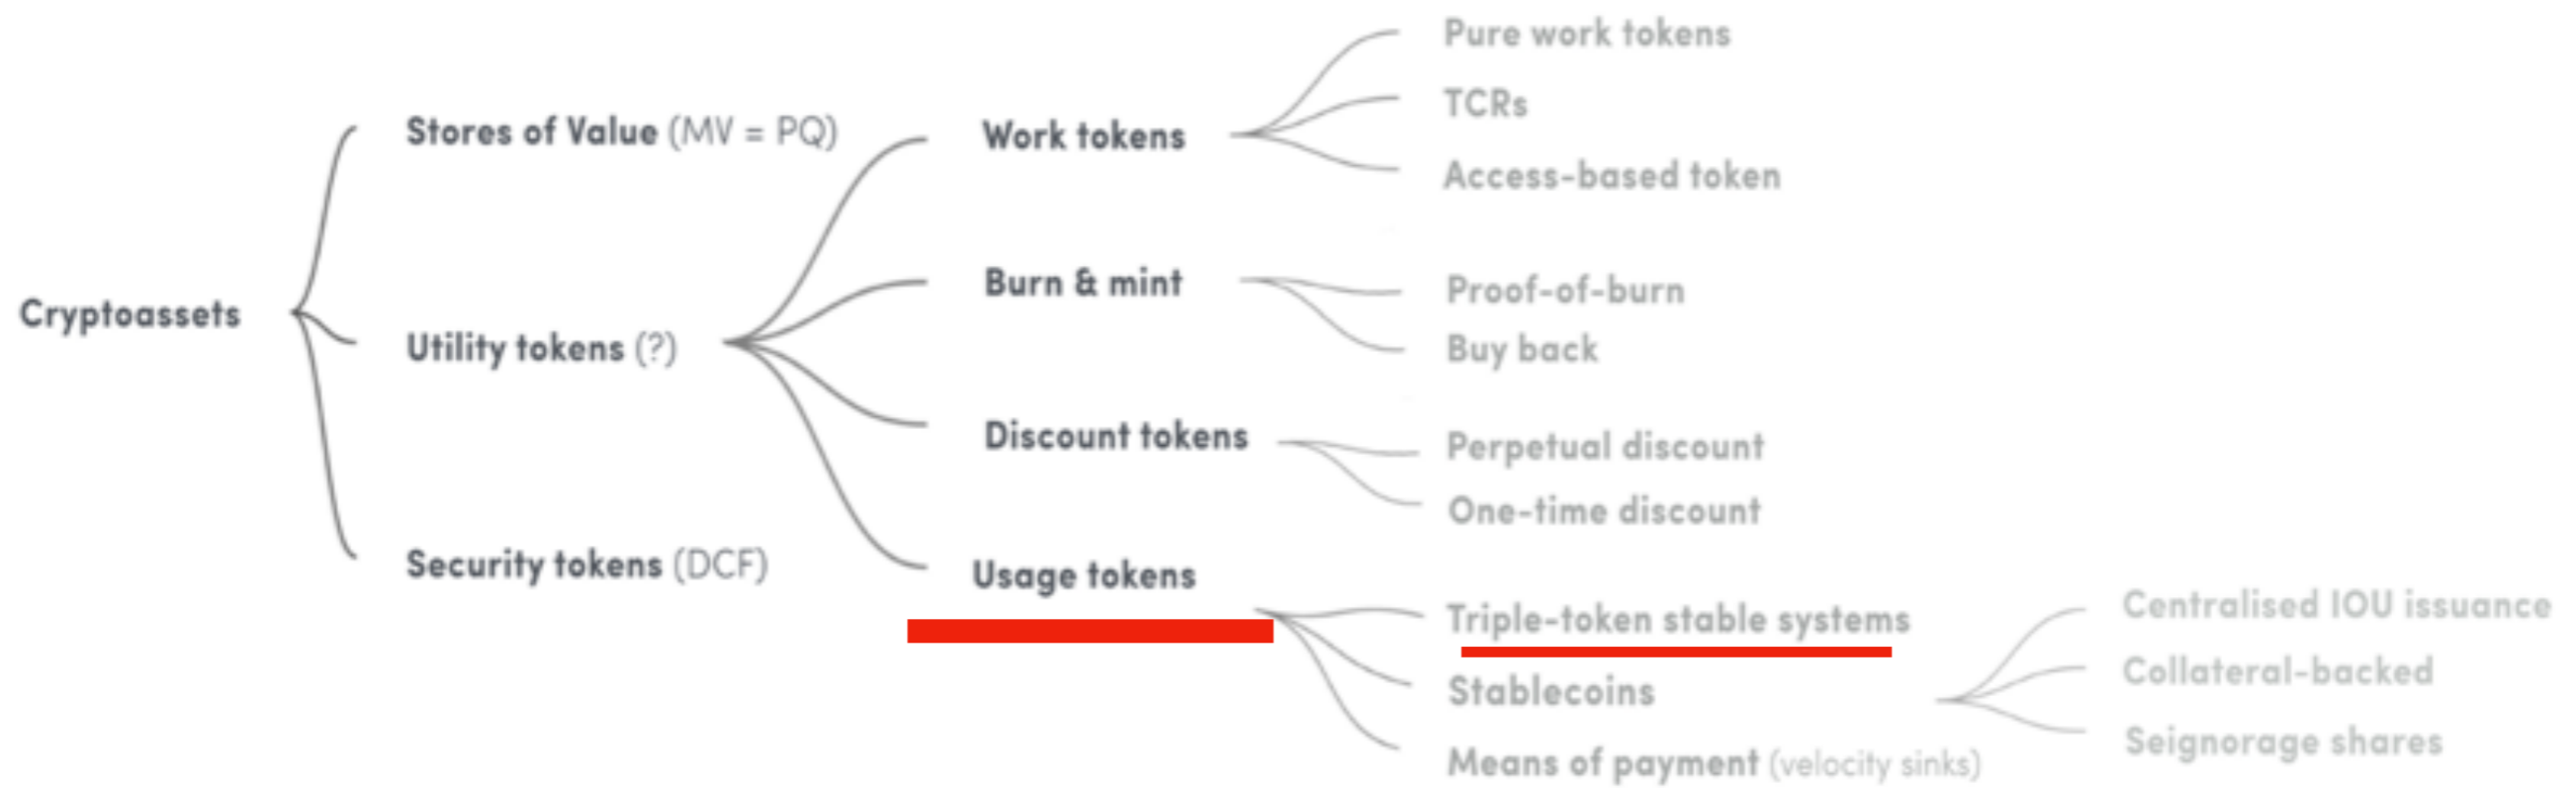 Cryptoassets
Stores of Value (MV = PQ)
Utility tokens (?)
Security tokens (DCF)
Work tokens
Burn & mint
Discount tokens
Usage tokens
Pure work tokens
TCRs
Access-based token
Proof-of-burn
Buy back
Perpetual discount
One-time discount
Triple-token stable systems
Stablecoins
Means of payment (velocity sinks)
Centralised IOU issuance
Collateral-backed
Seignorage shares